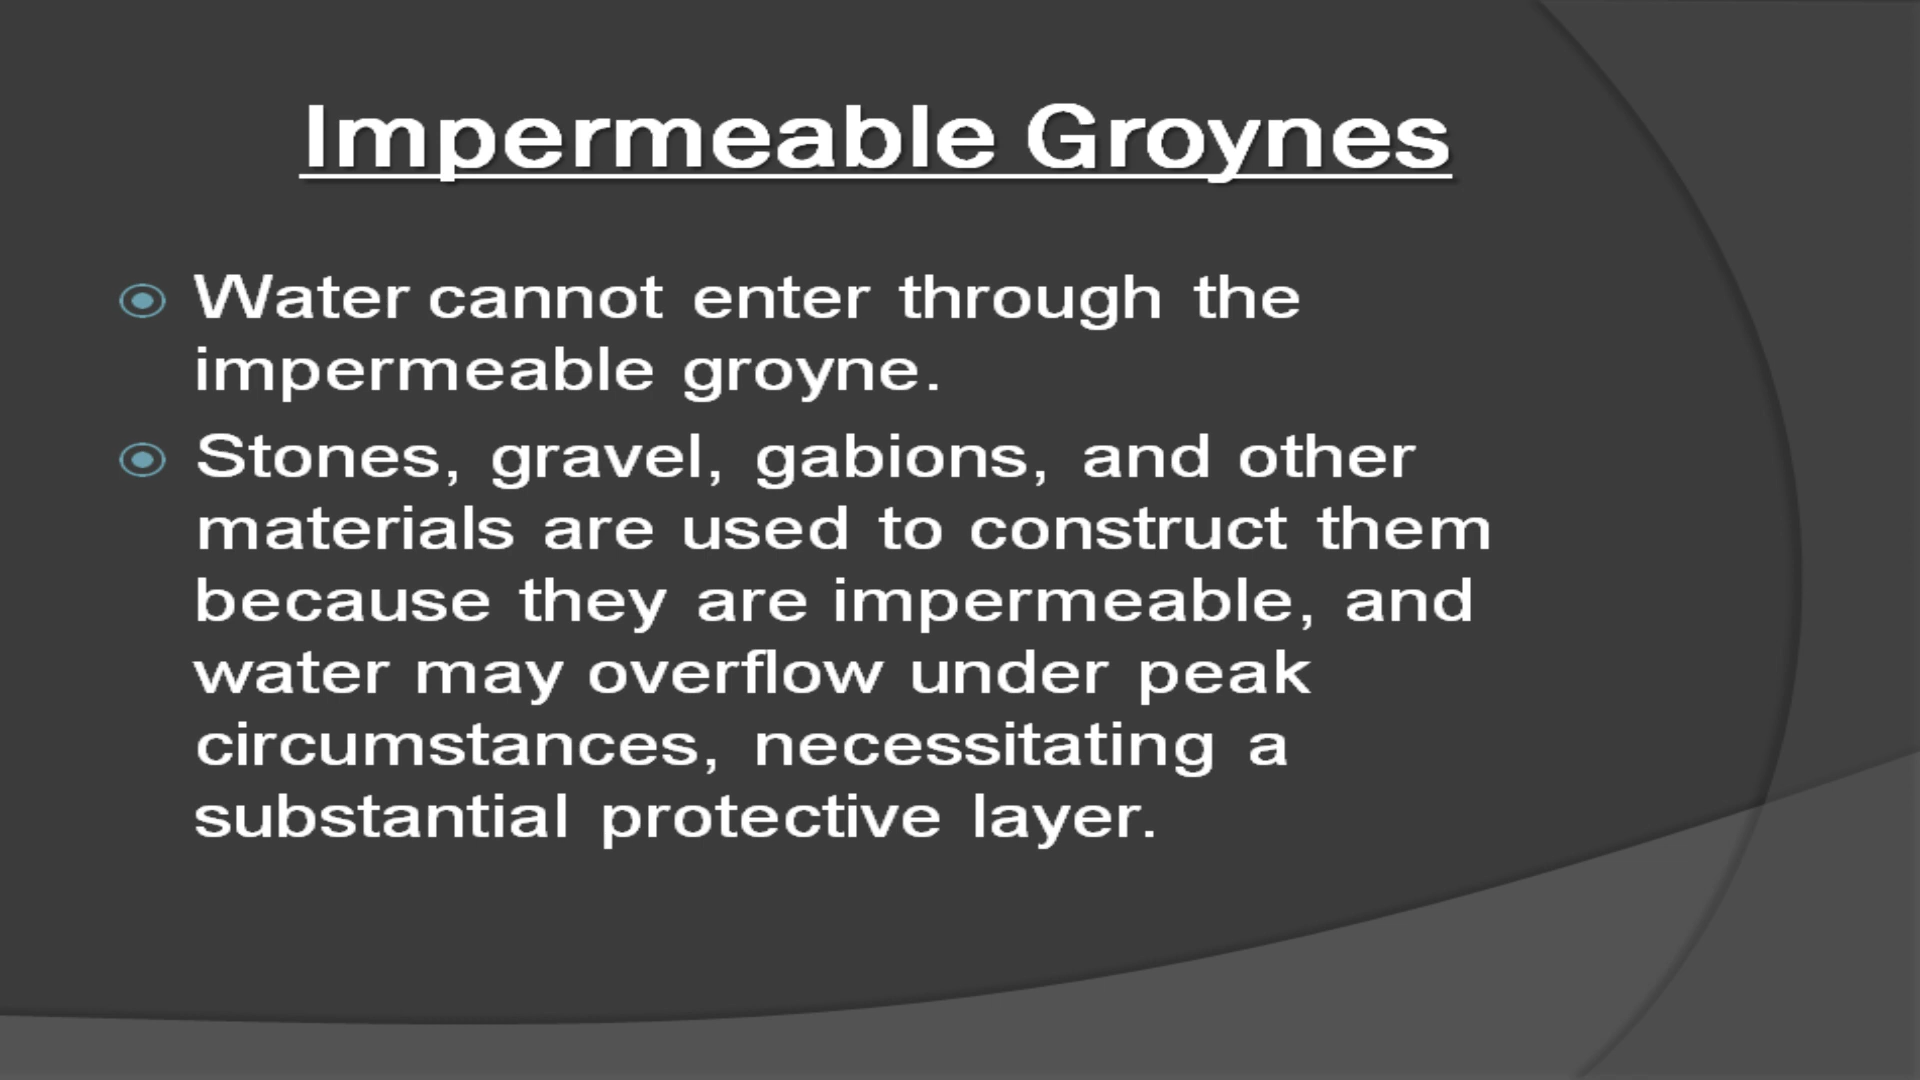 Impermeable Groynes
Water cannot enter through the
impermeable groyne.
Stones, gravel, gabions, and other
materials are used to construct them
because they are impermeable, and
water may overflow under peak
circumstances, necessitating a
substantial protective layer.